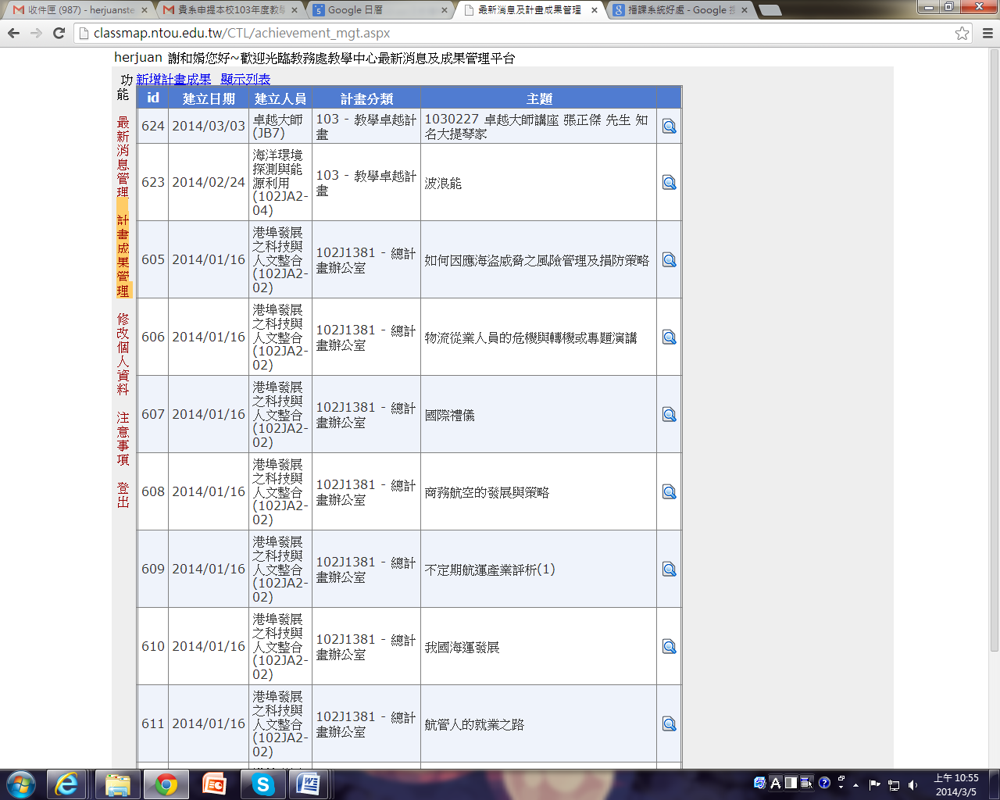 收件匣 (987) - herjuanste
貴系申提本校103年度教學
Google 日曆
最新消息及計畫成果管理
播課系統好處 - Google 搜
classmap.ntou.edu.tw/CTL/achievement_mgt.aspx
herjuan 謝和娟您好~歡迎光臨教務處教學中心最新消息及成果管理平台
功能
最新消息管理
計畫成果管理
修改個人資料
注意事項
登出
新增計畫成果 顯示列表
id 建立日期 建立人員 計畫分類 主題
624 2014/03/03 卓越大師(JB7) 103 - 教學卓越計畫 1030227 卓越大師講座 張正傑 先生 知名大提琴家
623 2014/02/24 海洋環境探測與能源利用(102JA2-04) 103 - 教學卓越計畫 波浪能
605 2014/01/16 港埠發展之科技與人文整合(102JA2-02) 102J1381 - 總計畫辦公室 如何因應海盜威脅之風險管理及損防策略
606 2014/01/16 港埠發展之科技與人文整合(102JA2-02) 102J1381 - 總計畫辦公室 物流從業人員的危機與轉機或專題演講
607 2014/01/16 港埠發展之科技與人文整合(102JA2-02) 102J1381 - 總計畫辦公室 國際禮儀
608 2014/01/16 港埠發展之科技與人文整合(102JA2-02) 102J1381 - 總計畫辦公室 商務航空的發展與策略
609 2014/01/16 港埠發展之科技與人文整合(102JA2-02) 102J1381 - 總計畫辦公室 不定期航運產業評析(1)
610 2014/01/16 港埠發展之科技與人文整合(102JA2-02) 102J1381 - 總計畫辦公室 我國海運發展
611 2014/01/16 港埠發展之科技與人文整合(102JA2-02) 102J1381 - 總計畫辦公室 航管人的就業之路
上午 10:55
2014/3/5